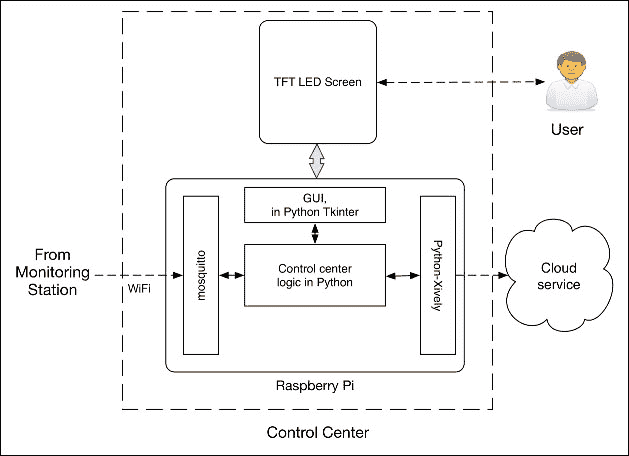 TFT LED Screen
User
GUI,
in Python Tkinter
From
Monitoring
Station
WiFi
mosquitto
Control center
logic in Python
Python-Xively
Cloud
service
Raspberry Pi
Control Center